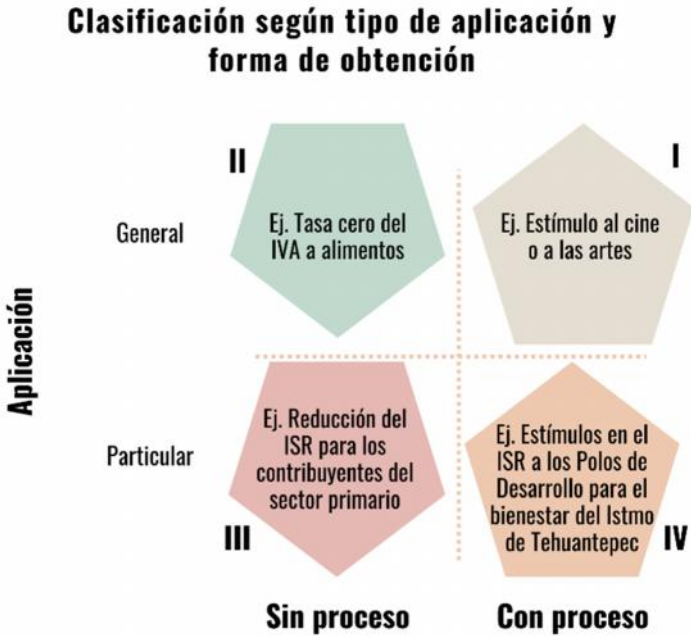 Clasificación según tipo de aplicación y
forma de obtención
II
I
General
Ej. Tasa cero del
IVA a alimentos
Ej. Estímulo al cine
o a las artes
Aplicación
Particular
Ej. Reducción del
ISR para los
contribuyentes del
sector primario
III
Ej. Estímulos en el
ISR a los Polos de
Desarrollo para el
bienestar del Istmo
de Tehuantepec
IV
Sin proceso
Con proceso